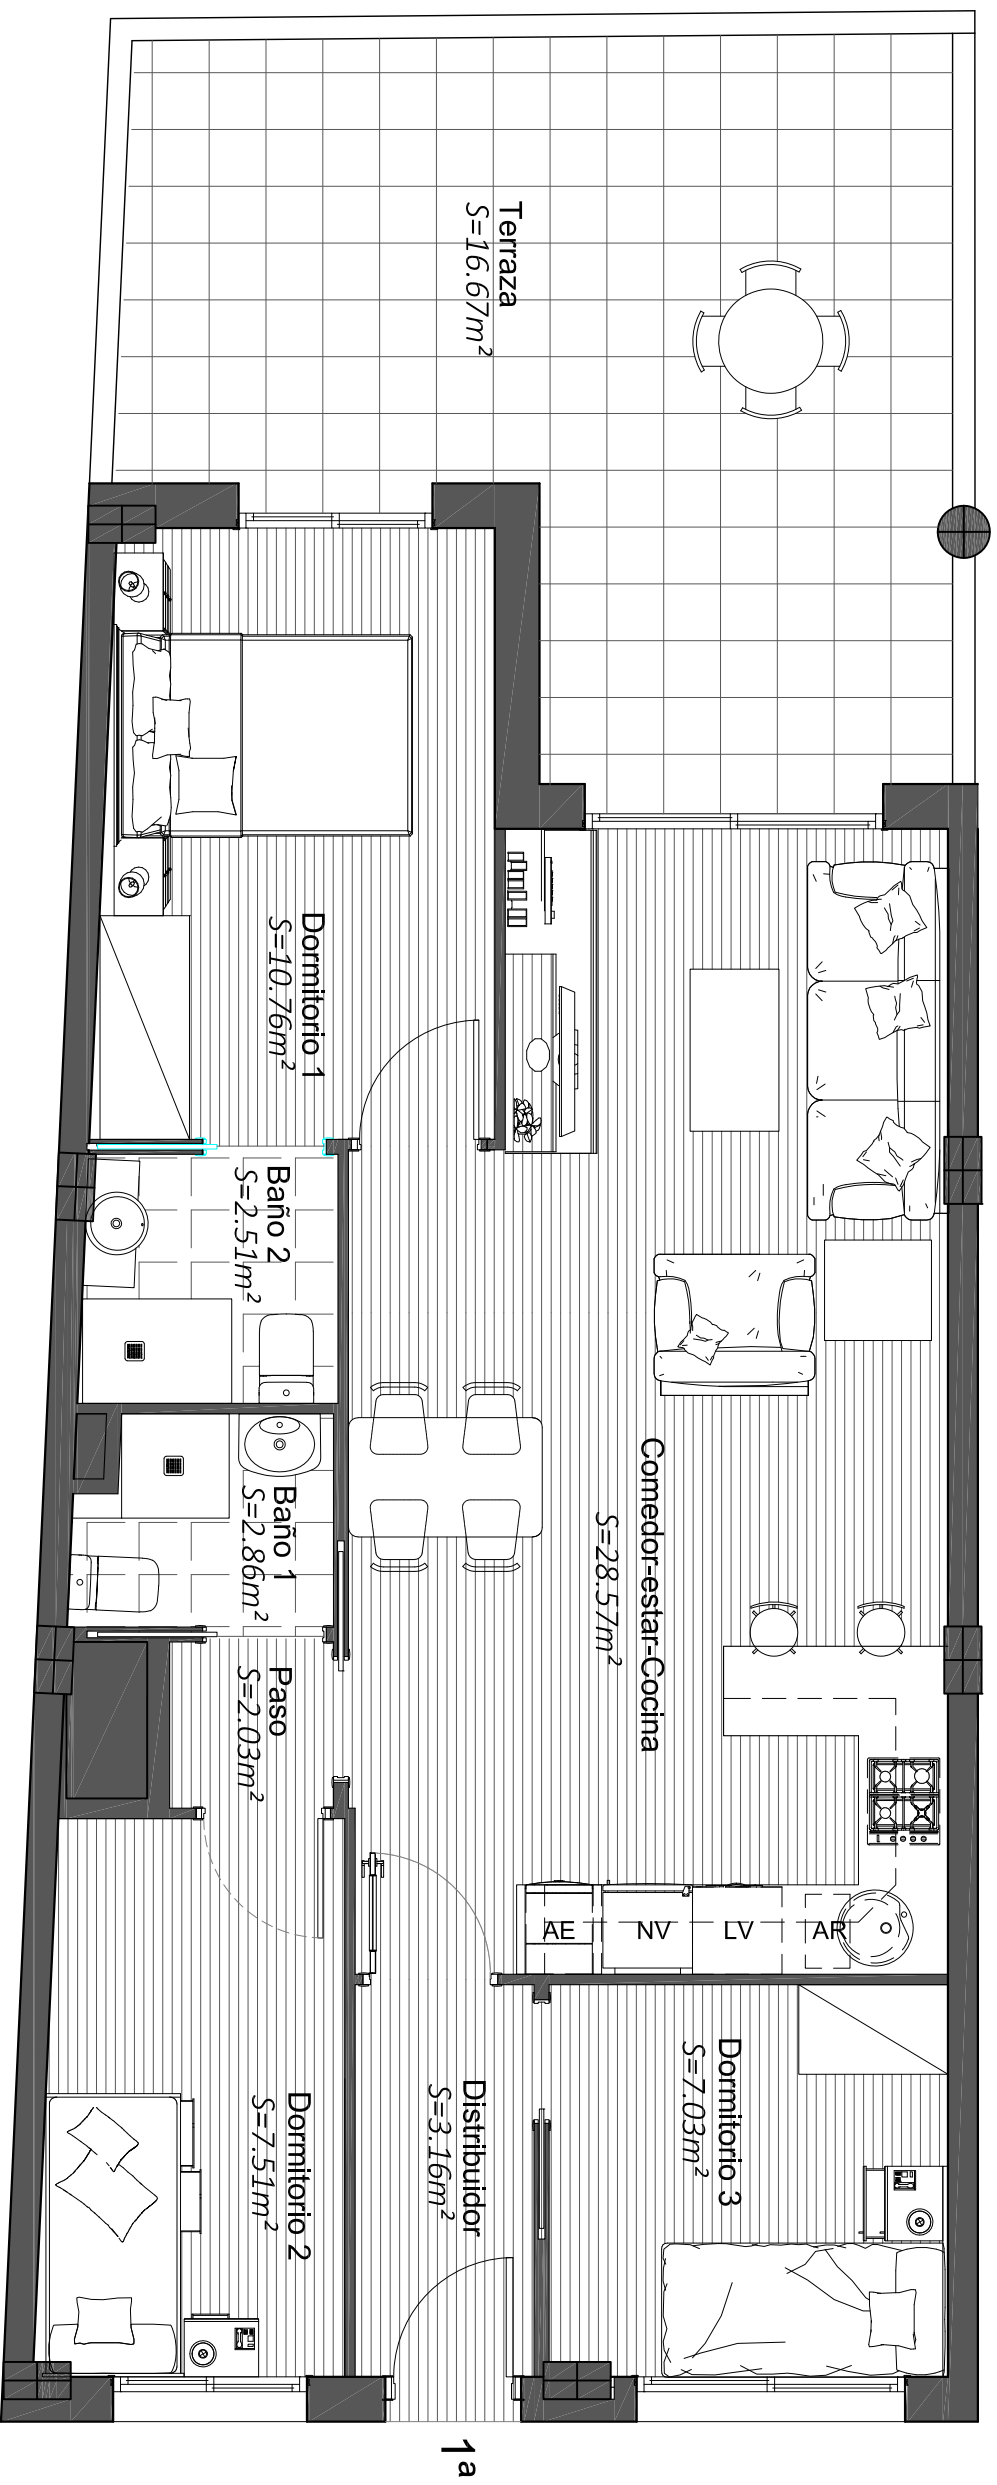 Terraza
S=16.67m²
Dormitorio 1
S=10.76m²
Baño 2
S=2.51m²
Comedor-estar-Cocina
S=28.57m²
Baño 1
S=2.86m²
Paso
S=2.03m²
AE
NV
LV
AR
Dormitorio 3
S=7.03m²
Distribuidor
S=3.16m²
Dormitorio 2
S=7.51m²
1ª